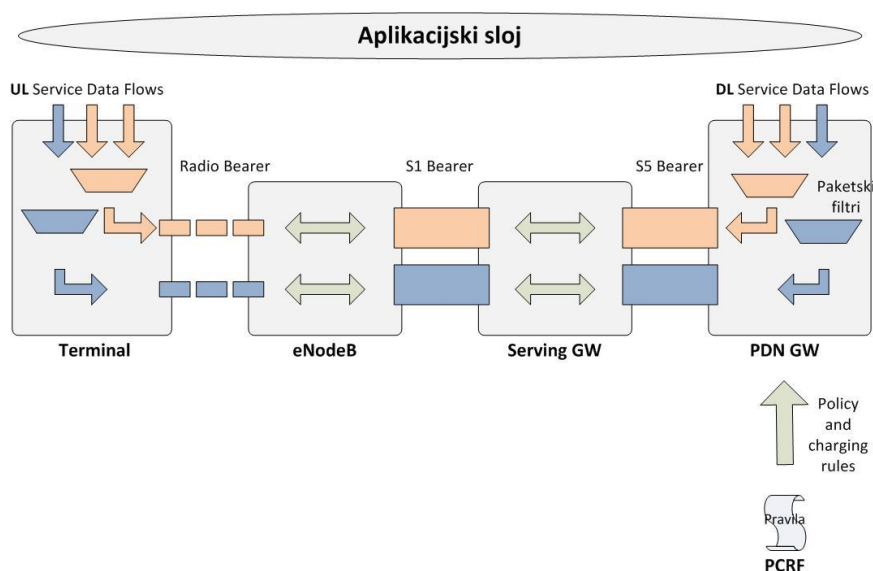 Aplikacijski sloj
UL Service Data Flows
DL Service Data Flows
Radio Bearer
S1 Bearer
S5 Bearer
Paketski
filtri
Terminal
eNodeB
Serving GW
PDN GW
Policy
and
charging
rules
Pravila
PCRF